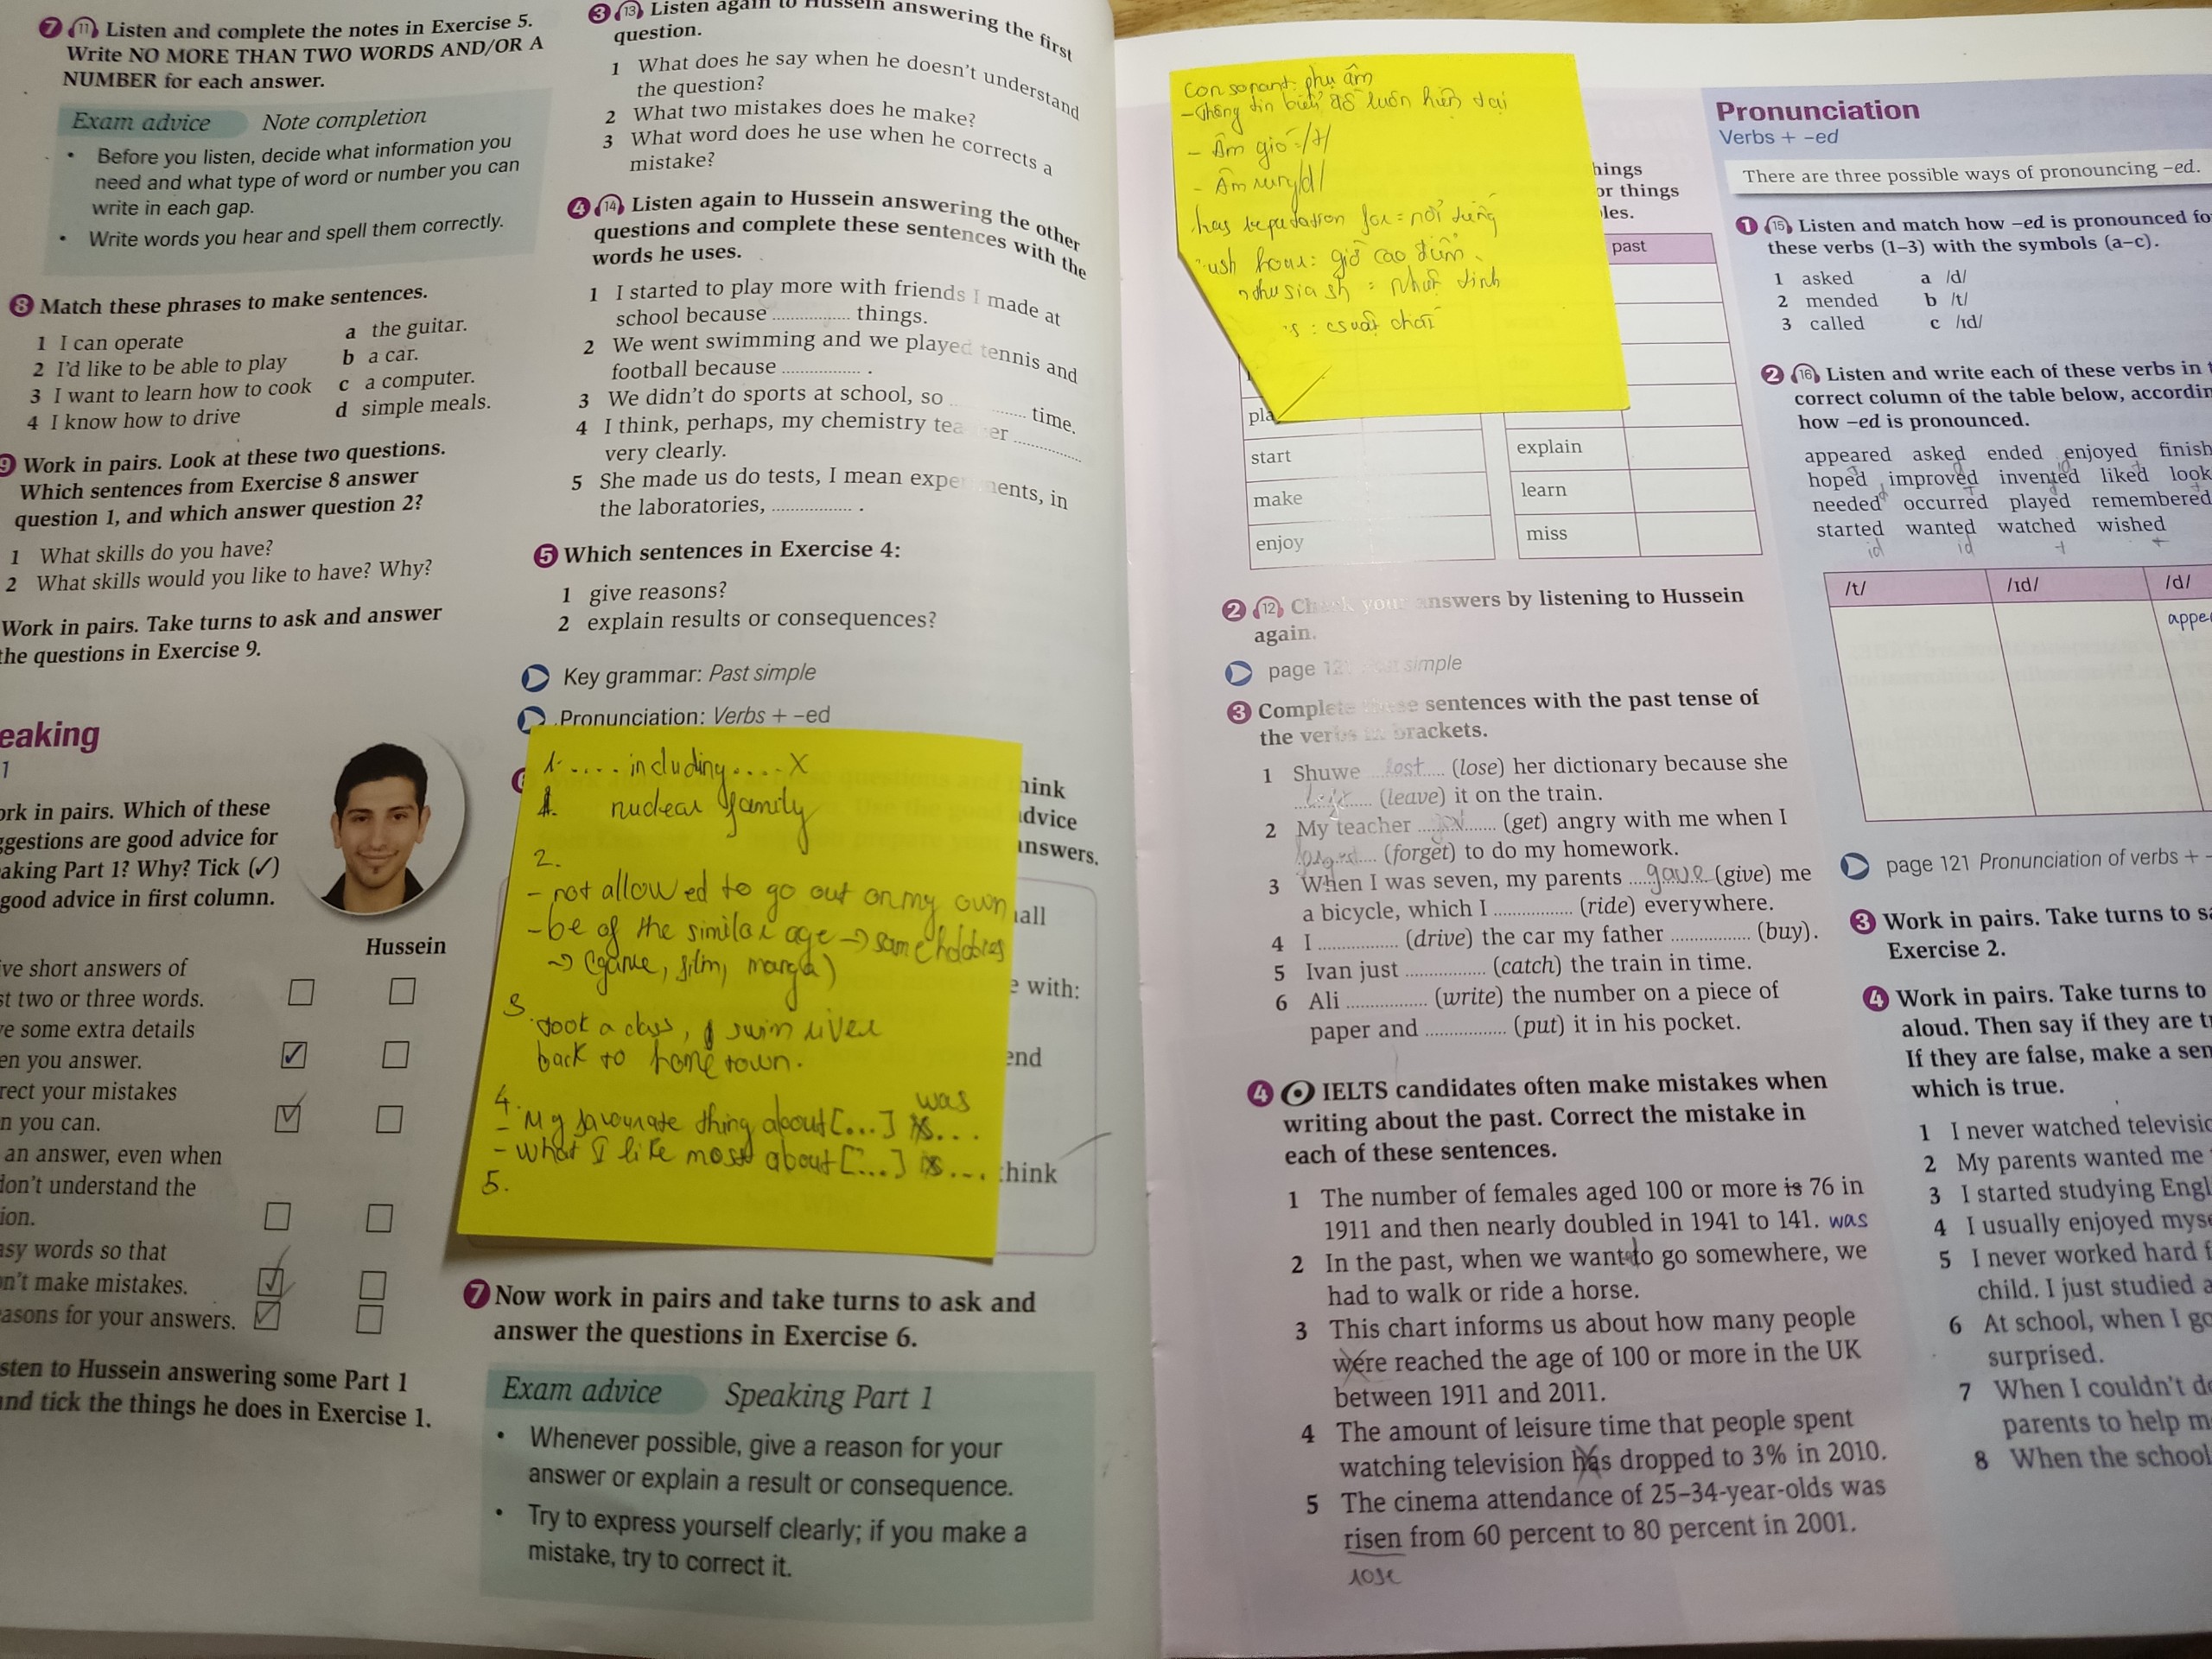 7 11 Listen and complete the notes in Exercise 5.
Write NO MORE THAN TWO WORDS AND/OR A
NUMBER for each answer.
Exam advice Note completion
• Before you listen, decide what information you
need and what type of word or number you can
write in each gap.
• Write words you hear and spell them correctly.
8 Match these phrases to make sentences.
1 I can operate
2 I'd like to be able to play
3 I want to learn how to cook
4 I know how to drive
a the guitar.
b a car.
c a computer.
d simple meals.
9 Work in pairs. Look at these two questions.
Which sentences from Exercise 8 answer
question 1, and which answer question 2?
1 What skills do you have?
2 What skills would you like to have? Why?
Work in pairs. Take turns to ask and answer
the questions in Exercise 9.
eaking
1
ork in pairs. Which of these
ggestions are good advice for
aking Part 1? Why? Tick (✓)
good advice in first column.
Hussein
ve short answers of
st two or three words.
ve some extra details
en you answer.
rect your mistakes
n you can.
an answer, even when
don't understand the
ion.
asy words so that
n't make mistakes.
asons for your answers.
sten to Hussein answering some Part 1
and tick the things he does in Exercise 1.
3 13 Listen again to Hussein answering the first
question.
1 What does he say when he doesn't understand
the question?
2 What two mistakes does he make?
3 What word does he use when he corrects a
mistake?
4 14 Listen again to Hussein answering the other
questions and complete these sentences with the
words he uses.
1 I started to play more with friends I made at
school because ............... things.
2 We went swimming and we played tennis and
football because ............... .
3 We didn't do sports at school, so ............... time.
4 I think, perhaps, my chemistry teacher ...............
very clearly.
5 She made us do tests, I mean experiments, in
the laboratories, ............... .
5 Which sentences in Exercise 4:
1 give reasons?
2 explain results or consequences?
Key grammar: Past simple
Pronunciation: Verbs + -ed
1. .... including.... X
1. nuclear family
2.
- not allowed to go out on my own
- be of the similar age → same hobbies
→ (game, film, manga)
3.
took a class, swim river
back to home town.
4.
was
- My favourate thing about [...] is...
- What I like most about [...] is...
5.
hink
dvice
nswers.
all
e with:
end
think
7 Now work in pairs and take turns to ask and
answer the questions in Exercise 6.
Exam advice Speaking Part 1
• Whenever possible, give a reason for your
answer or explain a result or consequence.
• Try to express yourself clearly; if you make a
mistake, try to correct it.
consonant: phụ âm
- Thông tin biểu đồ luôn hiện tại
- Âm gió: /t/
- Âm rung /d/
has reputation for = nổi tiếng
ush hour: giờ cao điểm
nthusiash = nhiệt tình
hings
or things
les.
past
pla
start
make
enjoy
explain
learn
miss
2 12 Check your answers by listening to Hussein
again.
page 121 Past simple
3 Complete these sentences with the past tense of
the verbs in brackets.
1 Shuwe lost (lose) her dictionary because she
............... (leave) it on the train.
2 My teacher ............... (get) angry with me when I
............... (forget) to do my homework.
3 When I was seven, my parents gave (give) me
a bicycle, which I ............... (ride) everywhere.
4 I ............... (drive) the car my father ............... (buy).
5 Ivan just ............... (catch) the train in time.
6 Ali ............... (write) the number on a piece of
paper and ............... (put) it in his pocket.
4 IELTS candidates often make mistakes when
writing about the past. Correct the mistake in
each of these sentences.
1 The number of females aged 100 or more is 76 in
1911 and then nearly doubled in 1941 to 141. was
2 In the past, when we wanted to go somewhere, we
had to walk or ride a horse.
3 This chart informs us about how many people
were reached the age of 100 or more in the UK
between 1911 and 2011.
4 The amount of leisure time that people spent
watching television has dropped to 3% in 2010.
5 The cinema attendance of 25–34-year-olds was
risen from 60 percent to 80 percent in 2001.
rose
Pronunciation
Verbs + -ed
There are three possible ways of pronouncing -ed.
1 15 Listen and match how -ed is pronounced fo
these verbs (1–3) with the symbols (a–c).
1 asked a /d/
2 mended b /t/
3 called c /ɪd/
2 16 Listen and write each of these verbs in t
correct column of the table below, accordin
how -ed is pronounced.
appeared asked ended enjoyed finish
hoped improved invented liked look
needed occurred played remembered
started wanted watched wished
id id t t
/t/ /ɪd/ /d/
appe
page 121 Pronunciation of verbs + -
3 Work in pairs. Take turns to sa
Exercise 2.
4 Work in pairs. Take turns to
aloud. Then say if they are tr
If they are false, make a sen
which is true.
1 I never watched televisio
2 My parents wanted me
3 I started studying Engl
4 I usually enjoyed myse
5 I never worked hard f
child. I just studied a
6 At school, when I go
surprised.
7 When I couldn't do
parents to help m
8 When the school